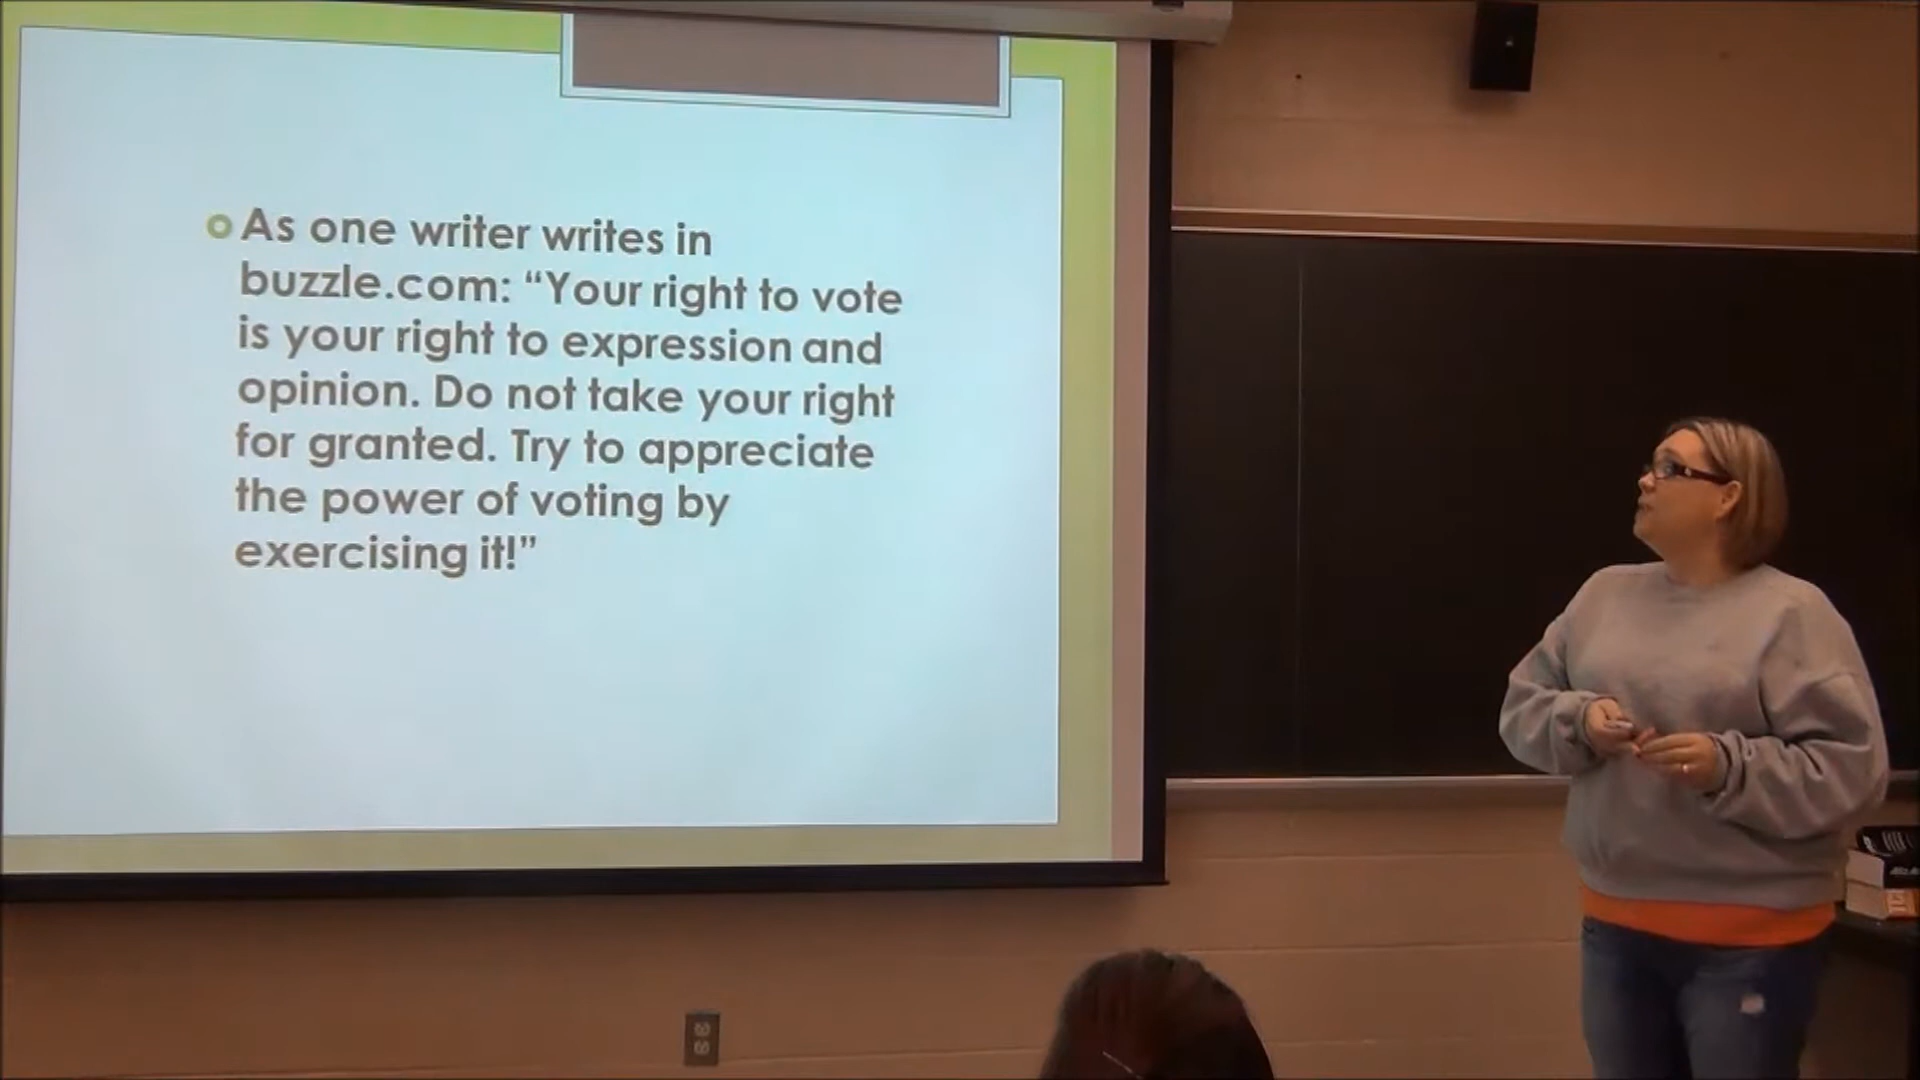 As one writer writes in
buzzle.com: “Your right to vote
is your right to expression and
opinion. Do not take your right
for granted. Try to appreciate
the power of voting by
exercising it!”